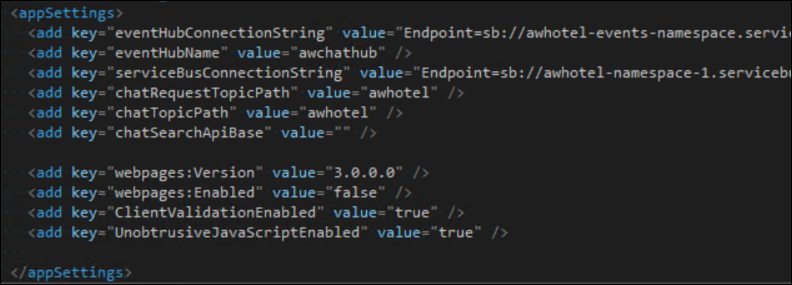 <appSettings>
<add key="eventHubConnectionString" value="Endpoint=sb://awhotel-events-namespace.servic
<add key="eventHubName" value="awchathub" />
<add key="serviceBusConnectionString" value="Endpoint=sb://awhotel-namespace-1.servicebu
<add key="chatRequestTopicPath" value="awhotel" />
<add key="chatTopicPath" value="awhotel" />
<add key="chatSearchApiBase" value="" />
<add key="webpages:Version" value="3.0.0.0" />
<add key="webpages:Enabled" value="false" />
<add key="ClientValidationEnabled" value="true" />
<add key="UnobtrusiveJavaScriptEnabled" value="true" />
</appSettings>